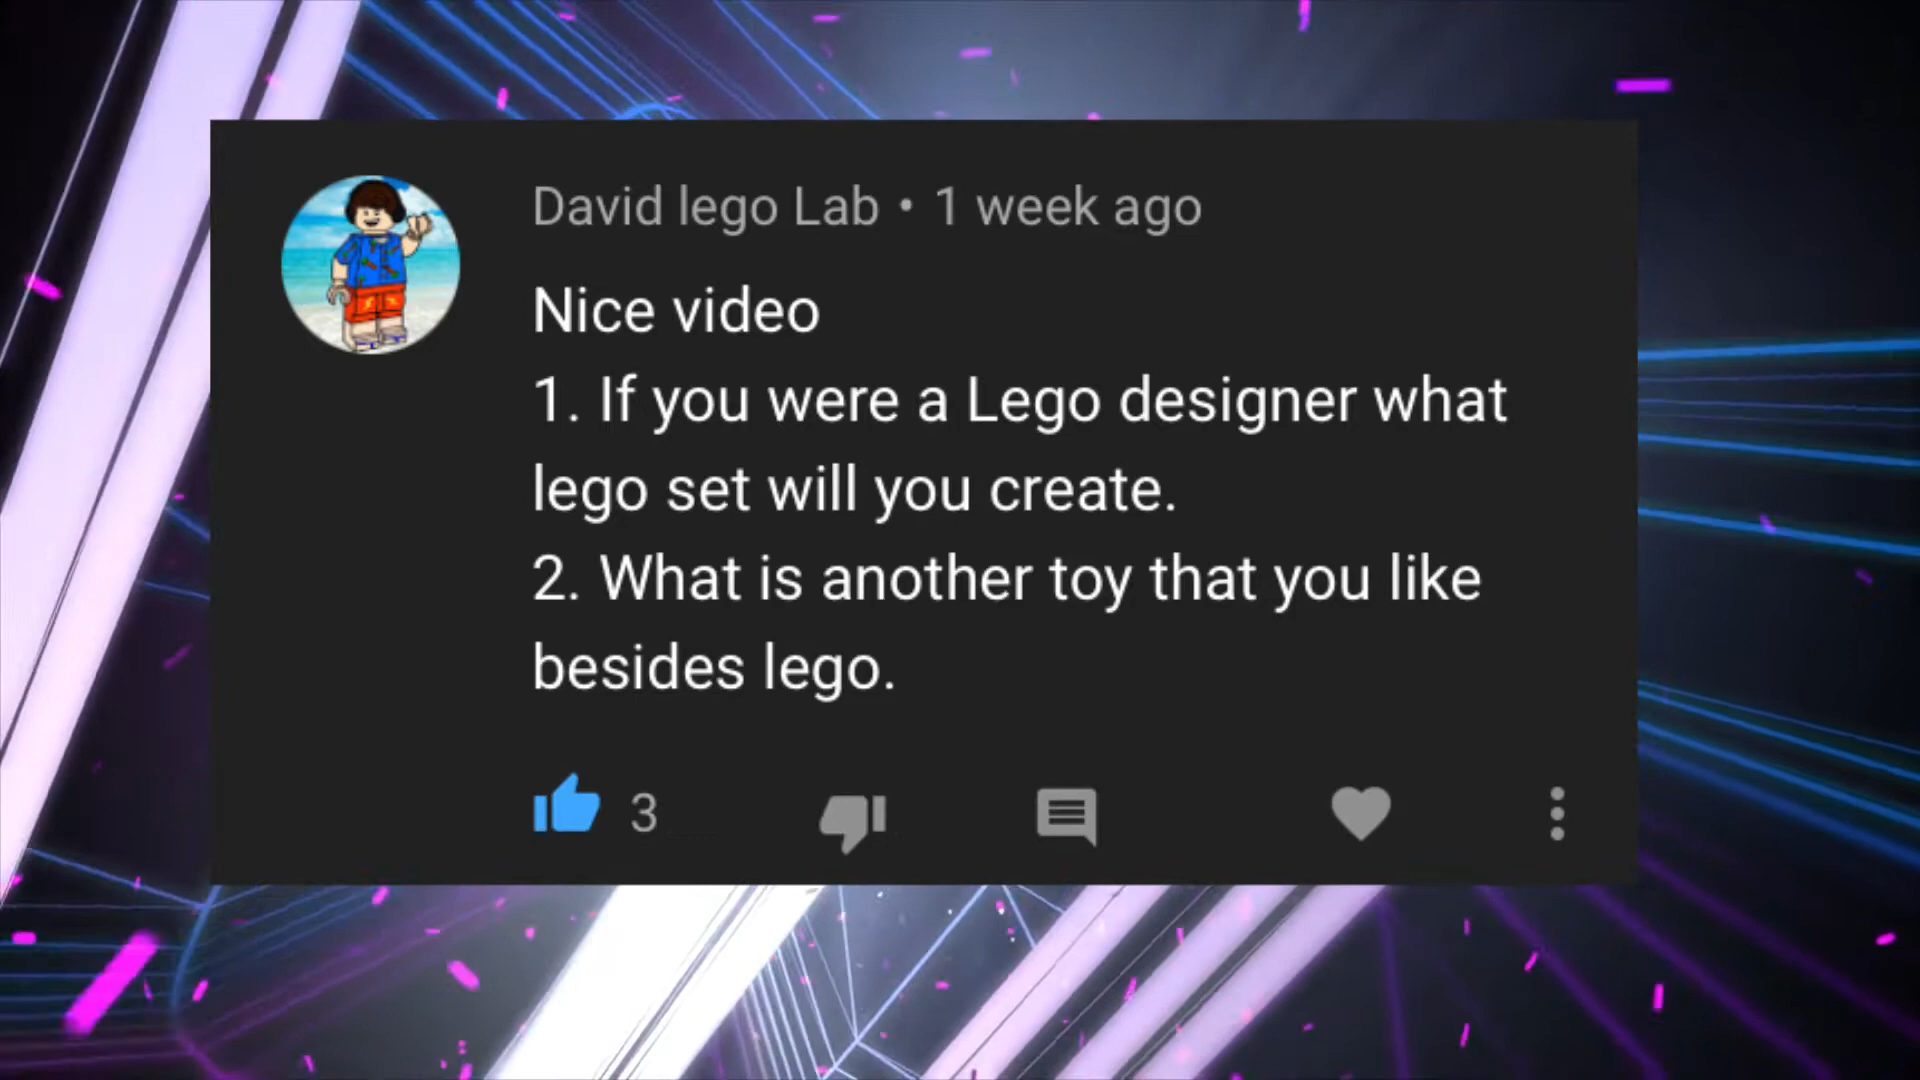 David lego Lab • 1 week ago
Nice video
1. If you were a Lego designer what
lego set will you create.
2. What is another toy that you like
besides lego.
3